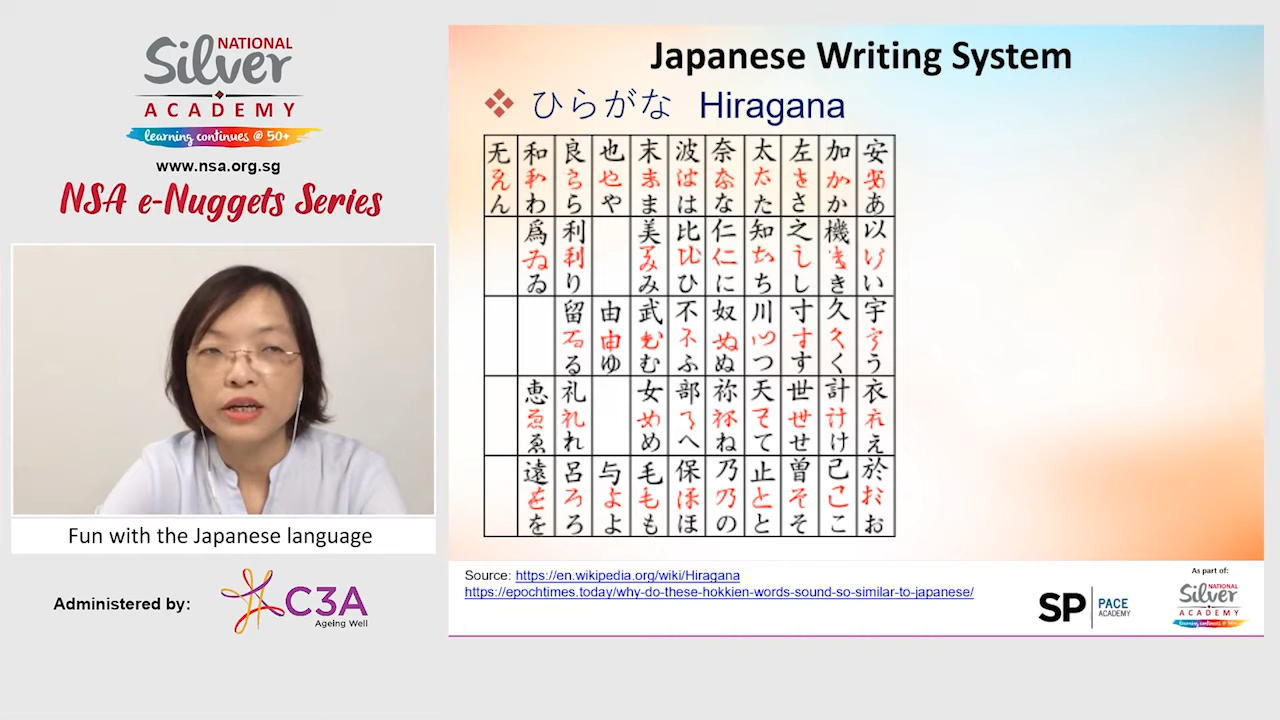 NATIONAL
Silver
ACADEMY
learning continues @ 50+
www.nsa.org.sg
NSA e-Nuggets Series
Fun with the Japanese language
Administered by:
C3A
Ageing Well
Japanese Writing System
❖ ひらがな Hiragana
无 和 良 也 末 波 奈 太 左 加 安
ん わ ら や ま は な た さ か あ
爲 利 美 比 仁 知 之 機 以
ゐ り み ひ に ち し き い
留 由 武 不 奴 川 寸 久 宇
る ゆ む ふ ぬ つ す く う
恵 礼 女 部 祢 天 世 計 衣
ゑ れ め へ ね て せ け え
遠 呂 与 毛 保 乃 止 曽 己 於
を ろ よ も ほ の と そ こ お
Source: https://en.wikipedia.org/wiki/Hiragana
https://epochtimes.today/why-do-these-hokkien-words-sound-so-similar-to-japanese/
SP PACE
ACADEMY
As part of:
NATIONAL
Silver
ACADEMY
learning continues @ 50+